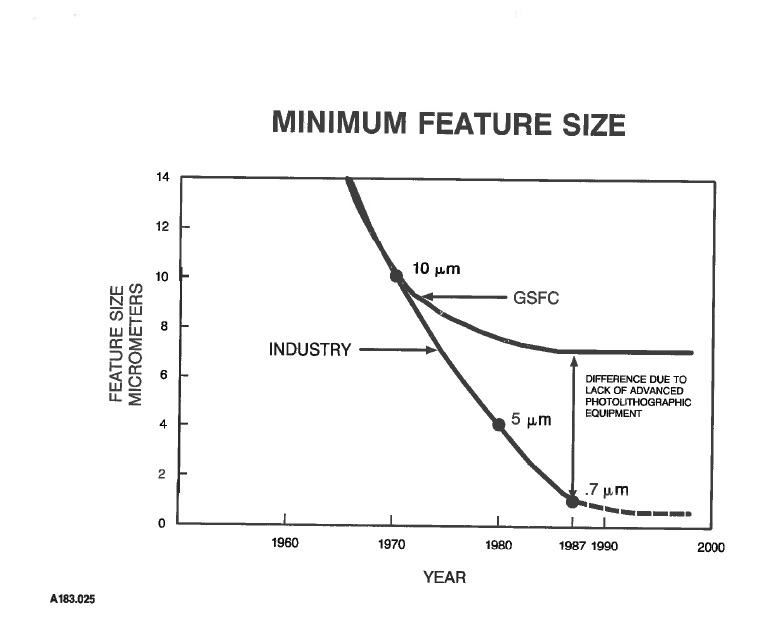 MINIMUM FEATURE SIZE
14
12
10
8
6
4
2
0
FEATURE SIZE
MICROMETERS
10 μm
GSFC
INDUSTRY
DIFFERENCE DUE TO
LACK OF ADVANCED
PHOTOLITHOGRAPHIC
EQUIPMENT
5 μm
.7 μm
1960 1970 1980 1987 1990 2000
YEAR
A183.025